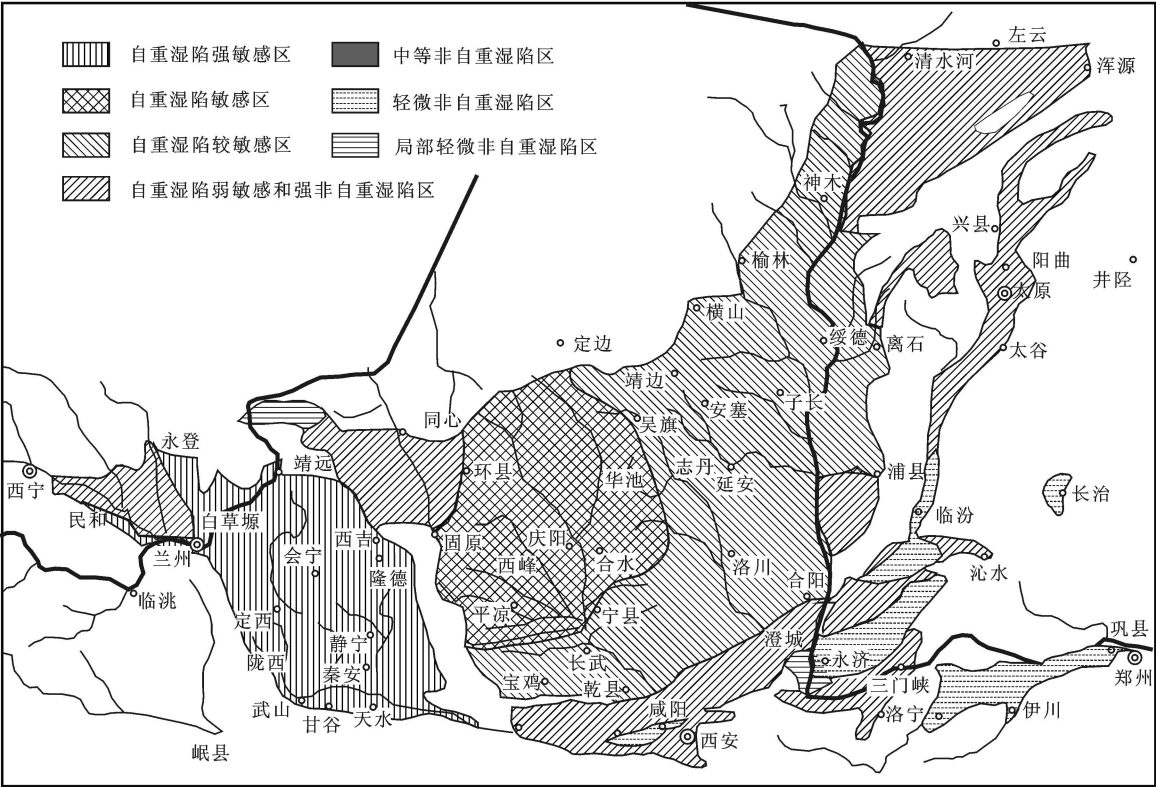 自重湿陷强敏感区
中等非自重湿陷区
自重湿陷敏感区
轻微非自重湿陷区
自重湿陷较敏感区
局部轻微非自重湿陷区
自重湿陷弱敏感和强非自重湿陷区
左云
清水河
浑源
神木
兴县
榆林
阳曲
井陉
太原
横山
绥德
离石
太谷
定边
靖边
安塞
子长
同心
吴旗
永登
靖远
环县
华池
志丹
延安
浦县
西宁
长治
民和
白草塬
临汾
兰州
西吉
固原
庆阳
会宁
隆德
西峰
合水
洛川
合阳
沁水
临洮
定西
平凉
宁县
静宁
澄城
巩县
陇西
秦安
长武
永济
郑州
宝鸡
乾县
三门峡
武山
甘谷
天水
咸阳
洛宁
伊川
西安
岷县